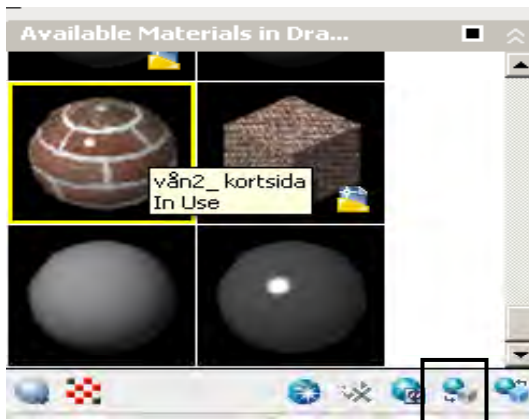 Available Materials in Dra...
vån2_ kortsida
In Use